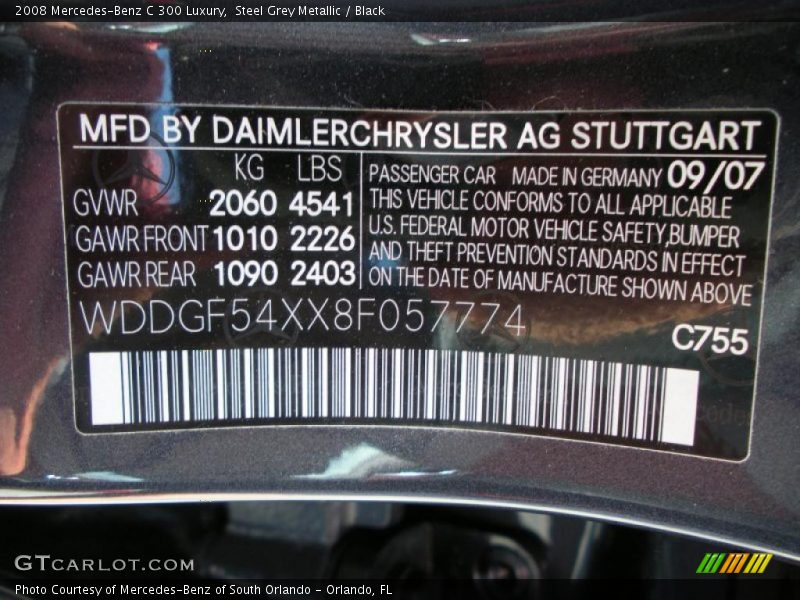 2008 Mercedes-Benz C 300 Luxury,  Steel Grey Metallic / Black
MFD BY DAIMLERCHRYSLER AG STUTTGART
KG LBS
GVWR 2060 4541
GAWR FRONT 1010 2226
GAWR REAR 1090 2403
PASSENGER CAR MADE IN GERMANY 09/07
THIS VEHICLE CONFORMS TO ALL APPLICABLE
U.S. FEDERAL MOTOR VEHICLE SAFETY,BUMPER
AND THEFT PREVENTION STANDARDS IN EFFECT
ON THE DATE OF MANUFACTURE SHOWN ABOVE
WDDGF54XX8F057774
C755
GTCARLOT.COM
Photo Courtesy of Mercedes-Benz of South Orlando - Orlando, FL